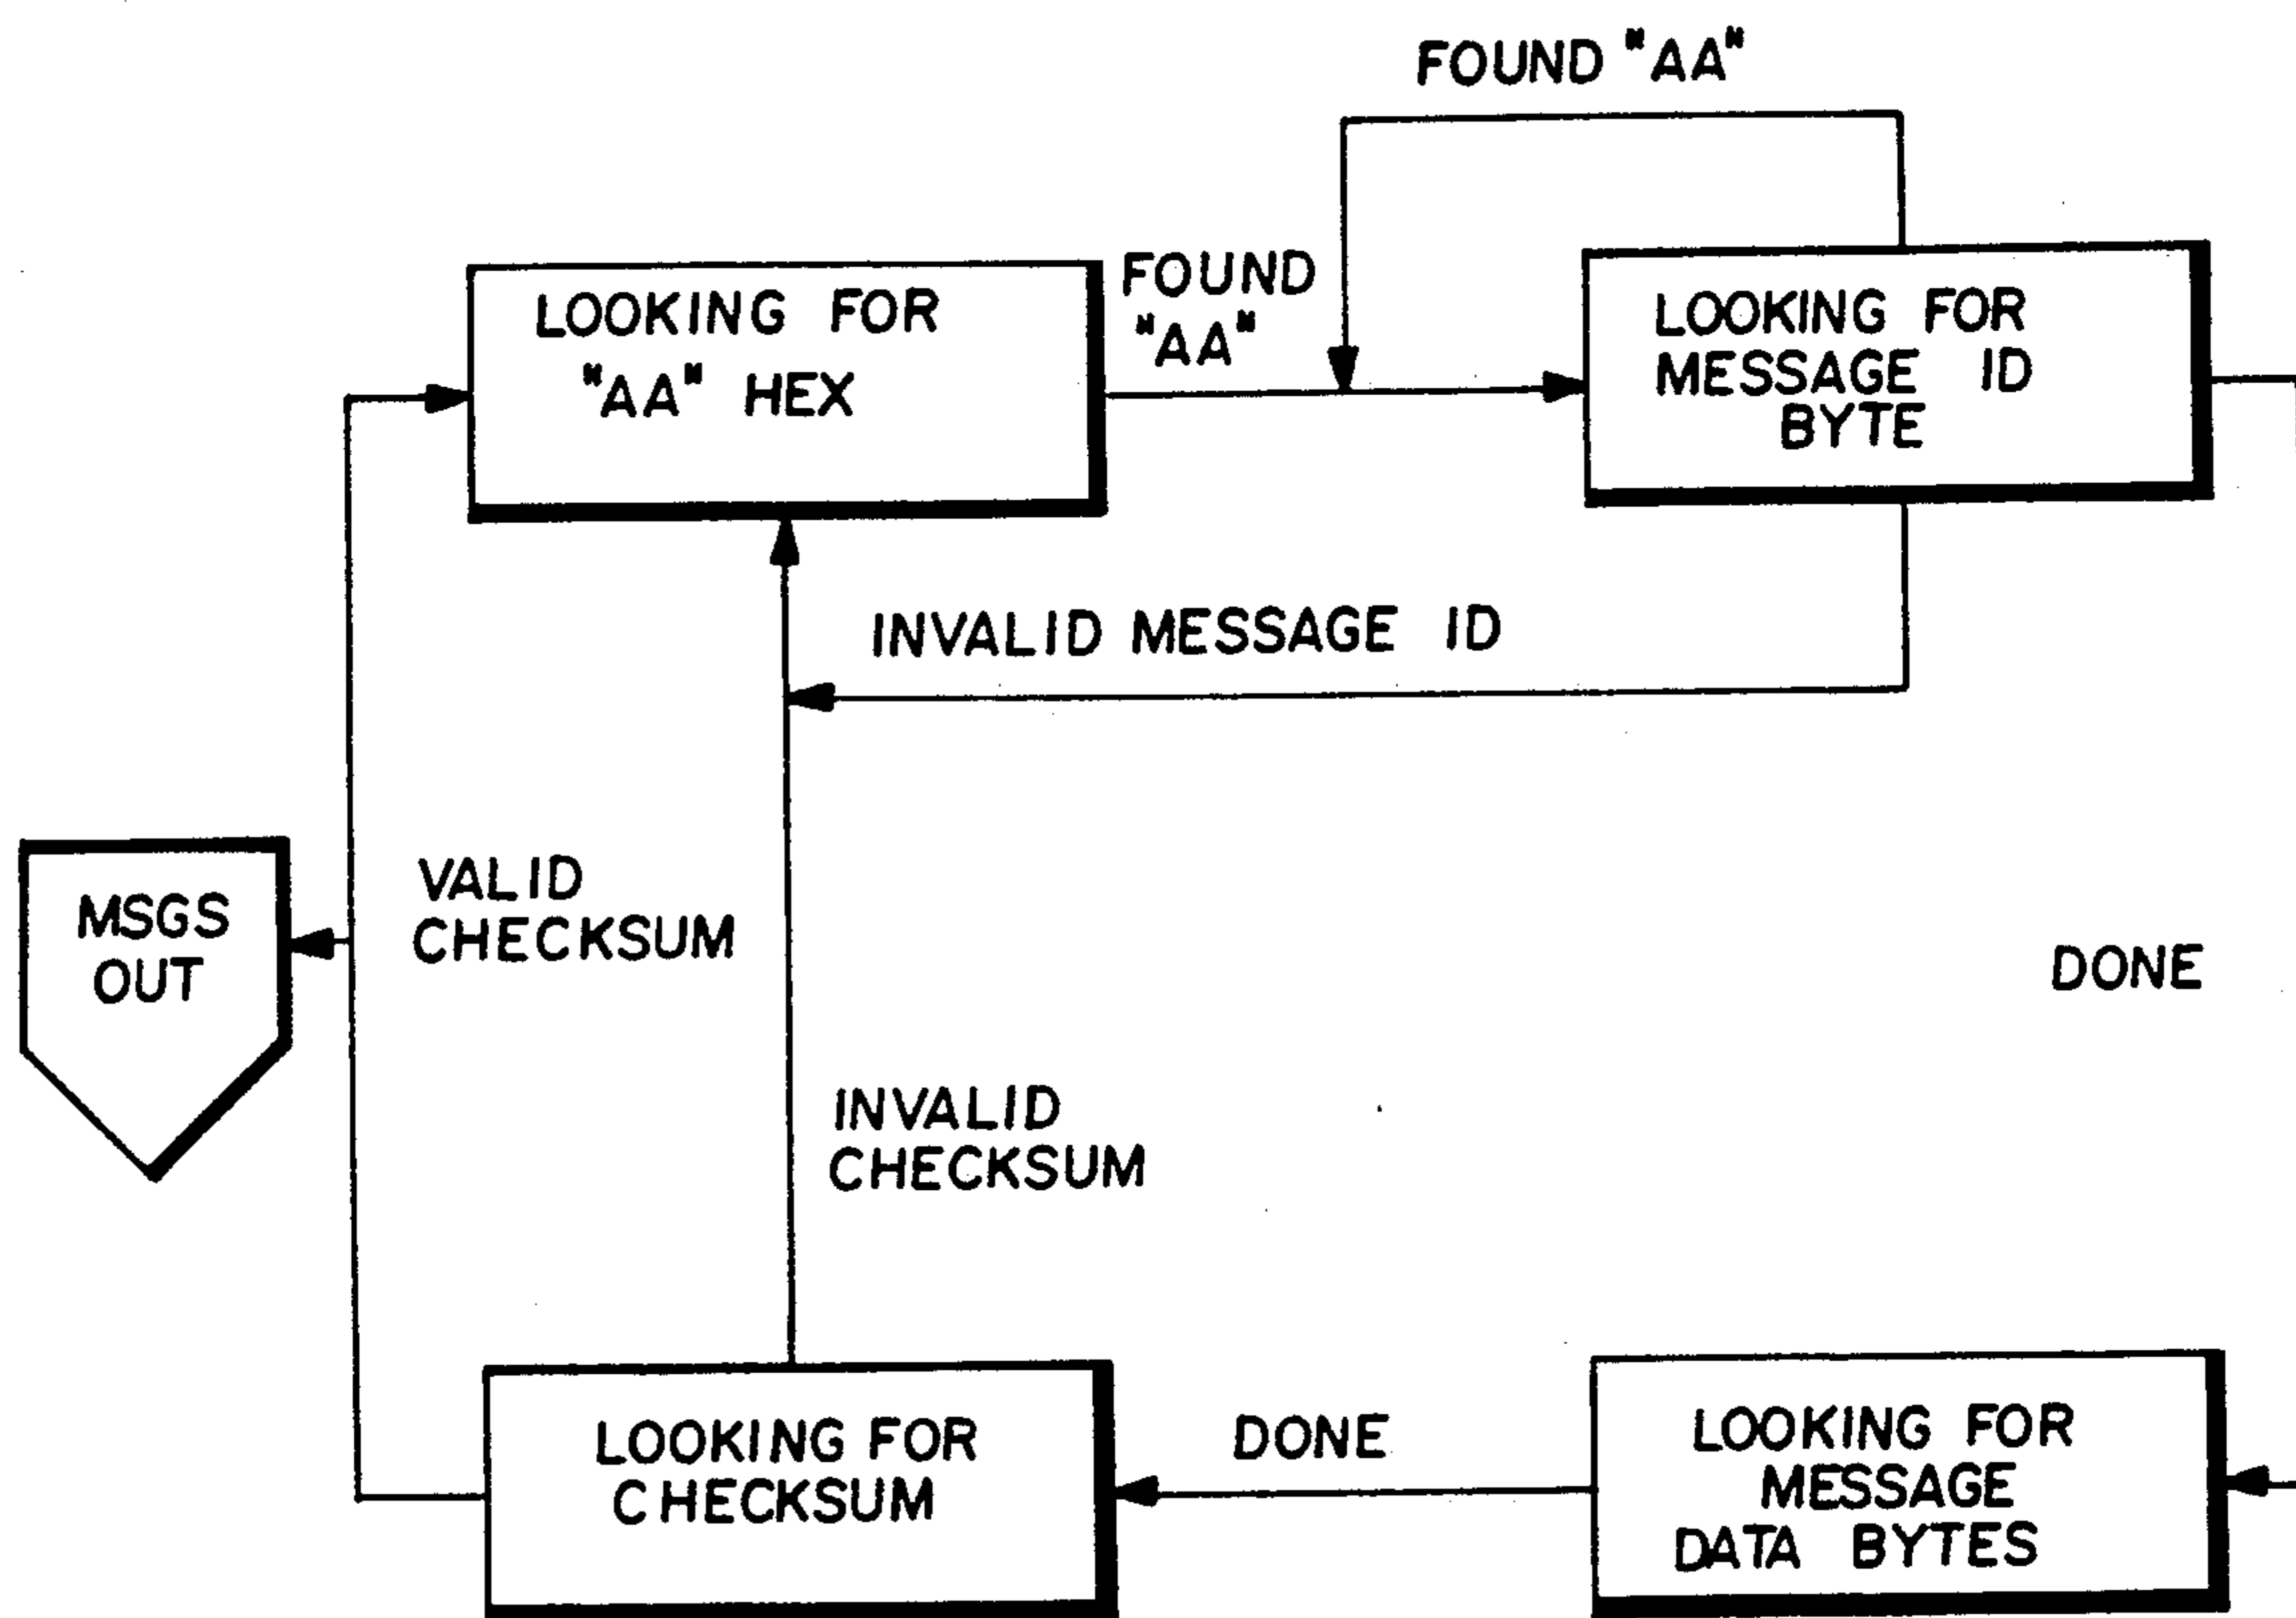 FOUND "AA"
LOOKING FOR
"AA" HEX
FOUND
"AA"
LOOKING FOR
MESSAGE ID
BYTE
INVALID MESSAGE ID
MSGS
OUT
VALID
CHECKSUM
DONE
INVALID
CHECKSUM
LOOKING FOR
CHECKSUM
DONE
LOOKING FOR
MESSAGE
DATA BYTES